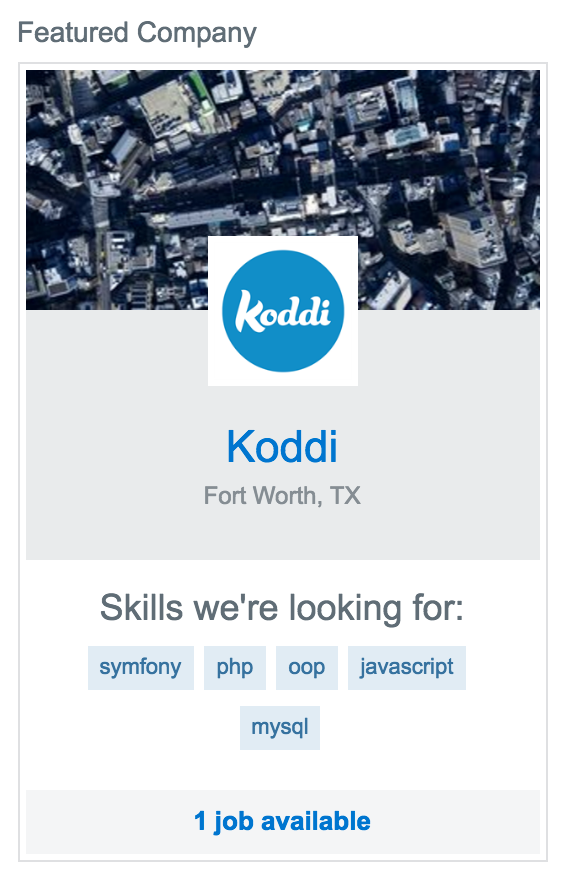 Featured Company
Koddi
Koddi
Fort Worth, TX
Skills we're looking for:
symfony php oop javascript
mysql
1 job available